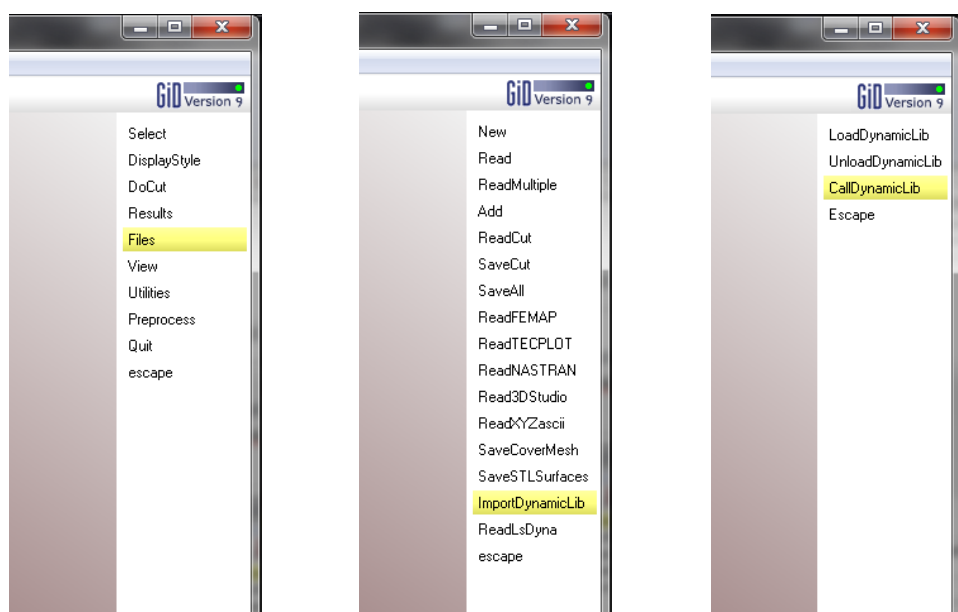 GiD Version 9
Select
DisplayStyle
DoCut
Results
Files
View
Utilities
Preprocess
Quit
escape
GiD Version 9
New
Read
ReadMultiple
Add
ReadCut
SaveCut
SaveAll
ReadFEMAP
ReadTECPLOT
ReadNASTRAN
Read3DStudio
ReadXYZascii
SaveCoverMesh
SaveSTLSurfaces
ImportDynamicLib
ReadLsDyna
escape
GiD Version 9
LoadDynamicLib
UnloadDynamicLib
CallDynamicLib
Escape